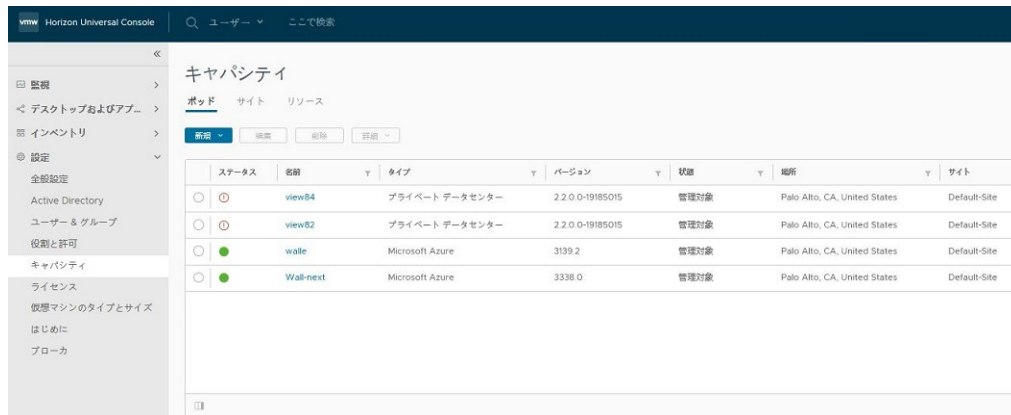 vmw Horizon Universal Console ユーザー ここで検索
«
監視
デスクトップおよびアプ...
インベントリ
設定
全般設定
Active Directory
ユーザー & グループ
役割と許可
キャパシティ
ライセンス
仮想マシンのタイプとサイズ
はじめに
ブローカ
キャパシティ
ポッド サイト リソース
新規 編集 削除 詳細
ステータス 名前 タイプ バージョン 状態 場所 サイト
view84 プライベート データセンター 2.2.0.0-19185015 管理対象 Palo Alto, CA, United States Default-Site
view82 プライベート データセンター 2.2.0.0-19185015 管理対象 Palo Alto, CA, United States Default-Site
walle Microsoft Azure 3139.2 管理対象 Palo Alto, CA, United States Default-Site
Wall-next Microsoft Azure 3338.0 管理対象 Palo Alto, CA, United States Default-Site